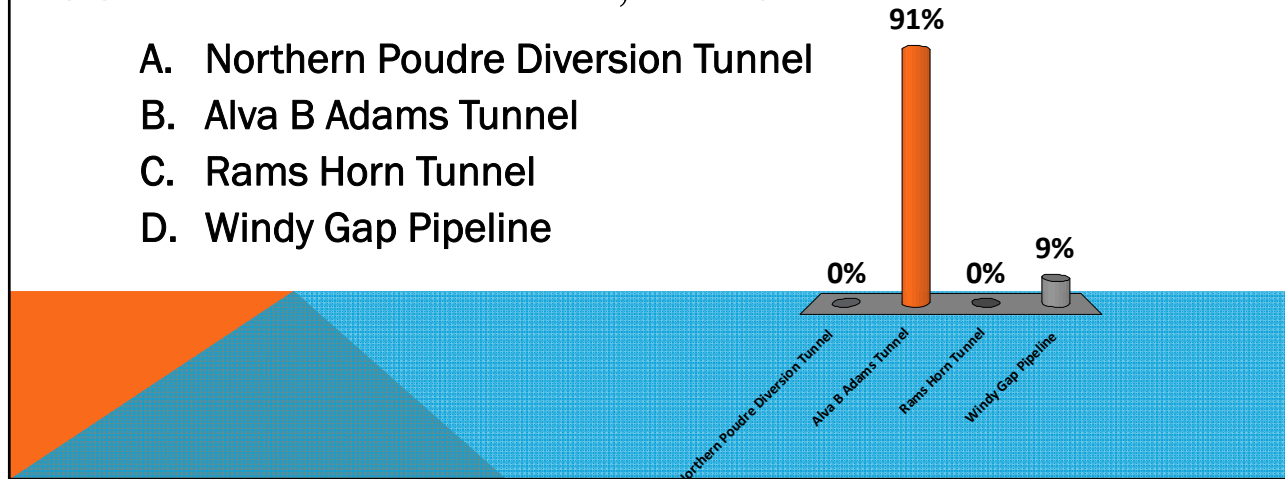 91%
A. Northern Poudre Diversion Tunnel
B. Alva B Adams Tunnel
C. Rams Horn Tunnel
D. Windy Gap Pipeline
9%
0%
0%
Poudre Diversion Tunnel
Alva B Adams Tunnel
Rams Horn Tunnel
Windy Gap Pipeline